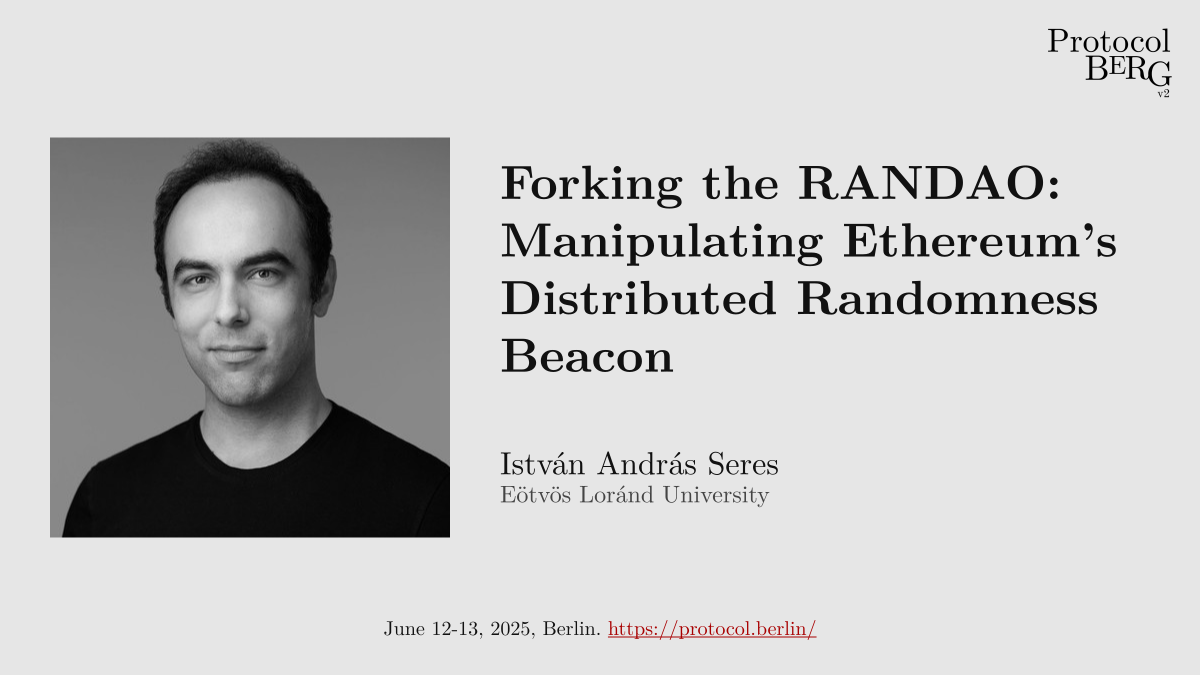 Protocol
BERG
v2
Forking the RANDAO:
Manipulating Ethereum’s
Distributed Randomness
Beacon
István András Seres
Eötvös Loránd University
June 12-13, 2025, Berlin. https://protocol.berlin/